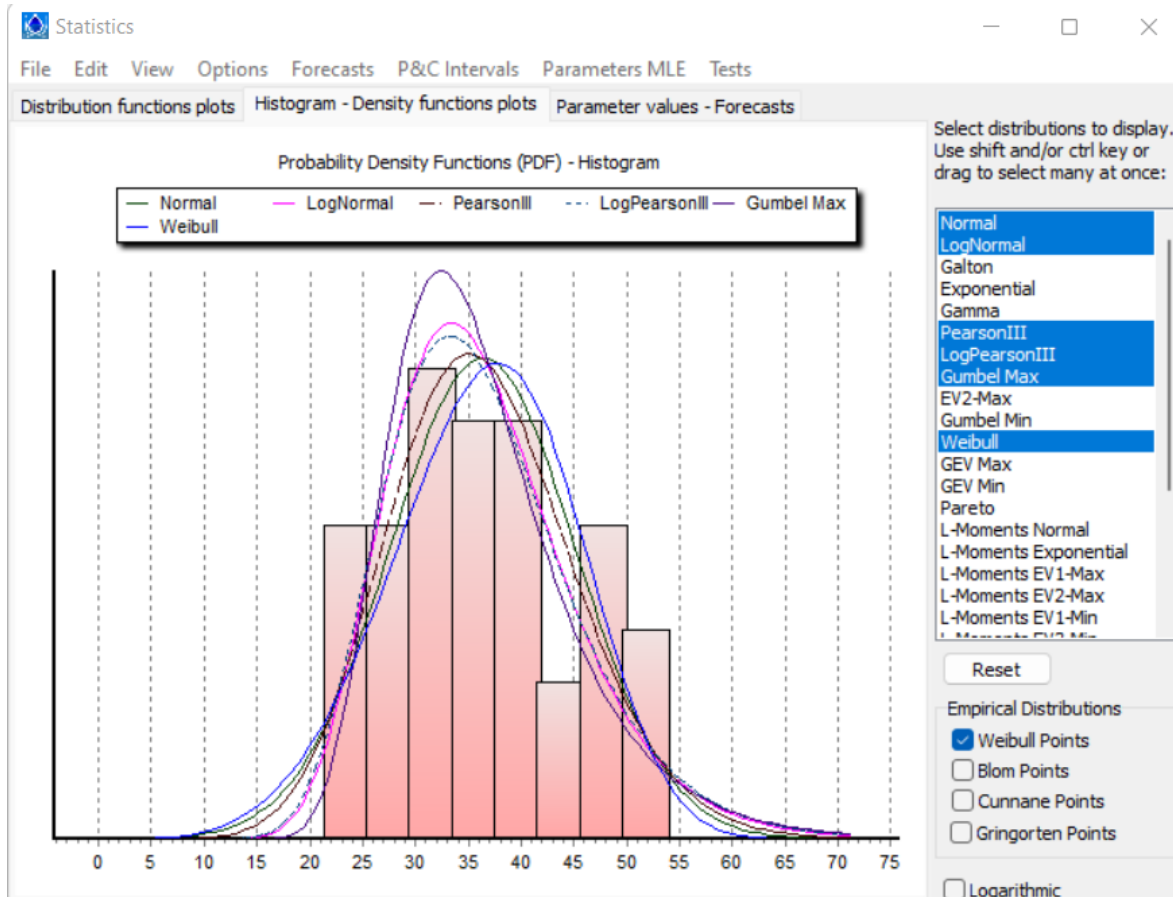 Statistics
File Edit View Options Forecasts P&C Intervals Parameters MLE Tests
Distribution functions plots Histogram - Density functions plots Parameter values - Forecasts
Probability Density Functions (PDF) - Histogram
Normal LogNormal PearsonIII LogPearsonIII Gumbel Max
Weibull
0 5 10 15 20 25 30 35 40 45 50 55 60 65 70 75
Select distributions to display.
Use shift and/or ctrl key or
drag to select many at once:
Normal
LogNormal
Galton
Exponential
Gamma
PearsonIII
LogPearsonIII
Gumbel Max
EV2-Max
Gumbel Min
Weibull
GEV Max
GEV Min
Pareto
L-Moments Normal
L-Moments Exponential
L-Moments EV1-Max
L-Moments EV2-Max
L-Moments EV1-Min
Reset
Empirical Distributions
Weibull Points
Blom Points
Cunnane Points
Gringorten Points
Logarithmic